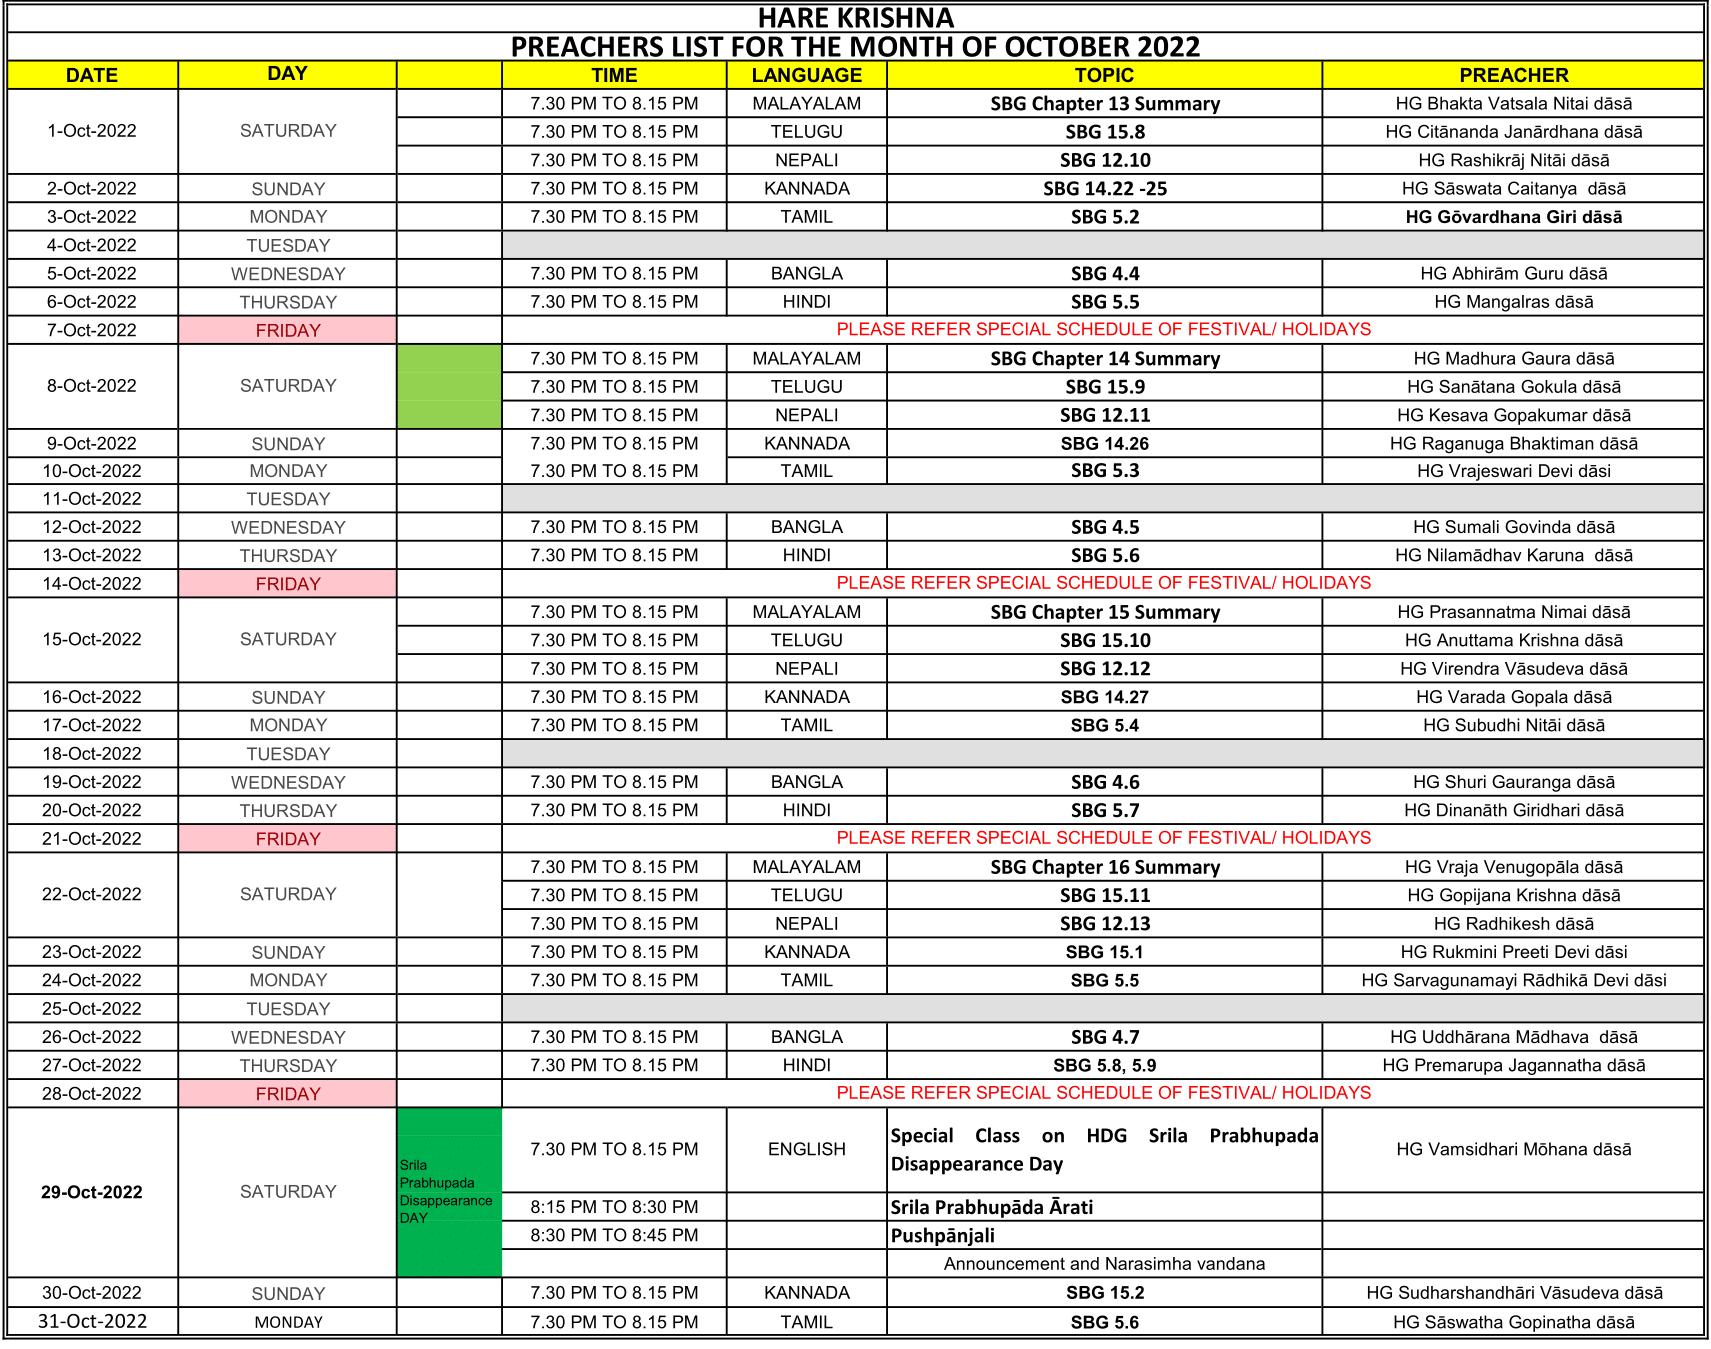 HARE KRISHNA
PREACHERS LIST FOR THE MONTH OF OCTOBER 2022
DATE DAY TIME LANGUAGE TOPIC PREACHER
1-Oct-2022 SATURDAY 7.30 PM TO 8.15 PM MALAYALAM SBG Chapter 13 Summary HG Bhakta Vatsala Nitai dāsā
7.30 PM TO 8.15 PM TELUGU SBG 15.8 HG Citānanda Janārdhana dāsā
7.30 PM TO 8.15 PM NEPALI SBG 12.10 HG Rashikrāj Nitāi dāsā
2-Oct-2022 SUNDAY 7.30 PM TO 8.15 PM KANNADA SBG 14.22 -25 HG Sāswata Caitanya dāsā
3-Oct-2022 MONDAY 7.30 PM TO 8.15 PM TAMIL SBG 5.2 HG Gōvardhana Giri dāsā
4-Oct-2022 TUESDAY
5-Oct-2022 WEDNESDAY 7.30 PM TO 8.15 PM BANGLA SBG 4.4 HG Abhirām Guru dāsā
6-Oct-2022 THURSDAY 7.30 PM TO 8.15 PM HINDI SBG 5.5 HG Mangalras dāsā
7-Oct-2022 FRIDAY PLEASE REFER SPECIAL SCHEDULE OF FESTIVAL/ HOLIDAYS
8-Oct-2022 SATURDAY 7.30 PM TO 8.15 PM MALAYALAM SBG Chapter 14 Summary HG Madhura Gaura dāsā
7.30 PM TO 8.15 PM TELUGU SBG 15.9 HG Sanātana Gokula dāsā
7.30 PM TO 8.15 PM NEPALI SBG 12.11 HG Kesava Gopakumar dāsā
9-Oct-2022 SUNDAY 7.30 PM TO 8.15 PM KANNADA SBG 14.26 HG Raganuga Bhaktiman dāsā
10-Oct-2022 MONDAY 7.30 PM TO 8.15 PM TAMIL SBG 5.3 HG Vrajeswari Devi dāsi
11-Oct-2022 TUESDAY
12-Oct-2022 WEDNESDAY 7.30 PM TO 8.15 PM BANGLA SBG 4.5 HG Sumali Govinda dāsā
13-Oct-2022 THURSDAY 7.30 PM TO 8.15 PM HINDI SBG 5.6 HG Nilamādhav Karuna dāsā
14-Oct-2022 FRIDAY PLEASE REFER SPECIAL SCHEDULE OF FESTIVAL/ HOLIDAYS
15-Oct-2022 SATURDAY 7.30 PM TO 8.15 PM MALAYALAM SBG Chapter 15 Summary HG Prasannatma Nimai dāsā
7.30 PM TO 8.15 PM TELUGU SBG 15.10 HG Anuttama Krishna dāsā
7.30 PM TO 8.15 PM NEPALI SBG 12.12 HG Virendra Vāsudeva dāsā
16-Oct-2022 SUNDAY 7.30 PM TO 8.15 PM KANNADA SBG 14.27 HG Varada Gopala dāsā
17-Oct-2022 MONDAY 7.30 PM TO 8.15 PM TAMIL SBG 5.4 HG Subudhi Nitāi dāsā
18-Oct-2022 TUESDAY
19-Oct-2022 WEDNESDAY 7.30 PM TO 8.15 PM BANGLA SBG 4.6 HG Shuri Gauranga dāsā
20-Oct-2022 THURSDAY 7.30 PM TO 8.15 PM HINDI SBG 5.7 HG Dinanāth Giridhari dāsā
21-Oct-2022 FRIDAY PLEASE REFER SPECIAL SCHEDULE OF FESTIVAL/ HOLIDAYS
22-Oct-2022 SATURDAY 7.30 PM TO 8.15 PM MALAYALAM SBG Chapter 16 Summary HG Vraja Venugopāla dāsā
7.30 PM TO 8.15 PM TELUGU SBG 15.11 HG Gopijana Krishna dāsā
7.30 PM TO 8.15 PM NEPALI SBG 12.13 HG Radhikesh dāsā
23-Oct-2022 SUNDAY 7.30 PM TO 8.15 PM KANNADA SBG 15.1 HG Rukmini Preeti Devi dāsi
24-Oct-2022 MONDAY 7.30 PM TO 8.15 PM TAMIL SBG 5.5 HG Sarvagunamayi Rādhikā Devi dāsi
25-Oct-2022 TUESDAY
26-Oct-2022 WEDNESDAY 7.30 PM TO 8.15 PM BANGLA SBG 4.7 HG Uddhārana Mādhava dāsā
27-Oct-2022 THURSDAY 7.30 PM TO 8.15 PM HINDI SBG 5.8, 5.9 HG Premarupa Jagannatha dāsā
28-Oct-2022 FRIDAY PLEASE REFER SPECIAL SCHEDULE OF FESTIVAL/ HOLIDAYS
29-Oct-2022 SATURDAY
Srila
Prabhupada
Disappearance
DAY
7.30 PM TO 8.15 PM ENGLISH
Special Class on HDG Srila Prabhupada
Disappearance Day
HG Vamsidhari Mōhana dāsā
8:15 PM TO 8:30 PM Srila Prabhupāda Ārati
8:30 PM TO 8:45 PM Pushpānjali
Announcement and Narasimha vandana
30-Oct-2022 SUNDAY 7.30 PM TO 8.15 PM KANNADA SBG 15.2 HG Sudharshandhāri Vāsudeva dāsā
31-Oct-2022 MONDAY 7.30 PM TO 8.15 PM TAMIL SBG 5.6 HG Sāswatha Gopinatha dāsā